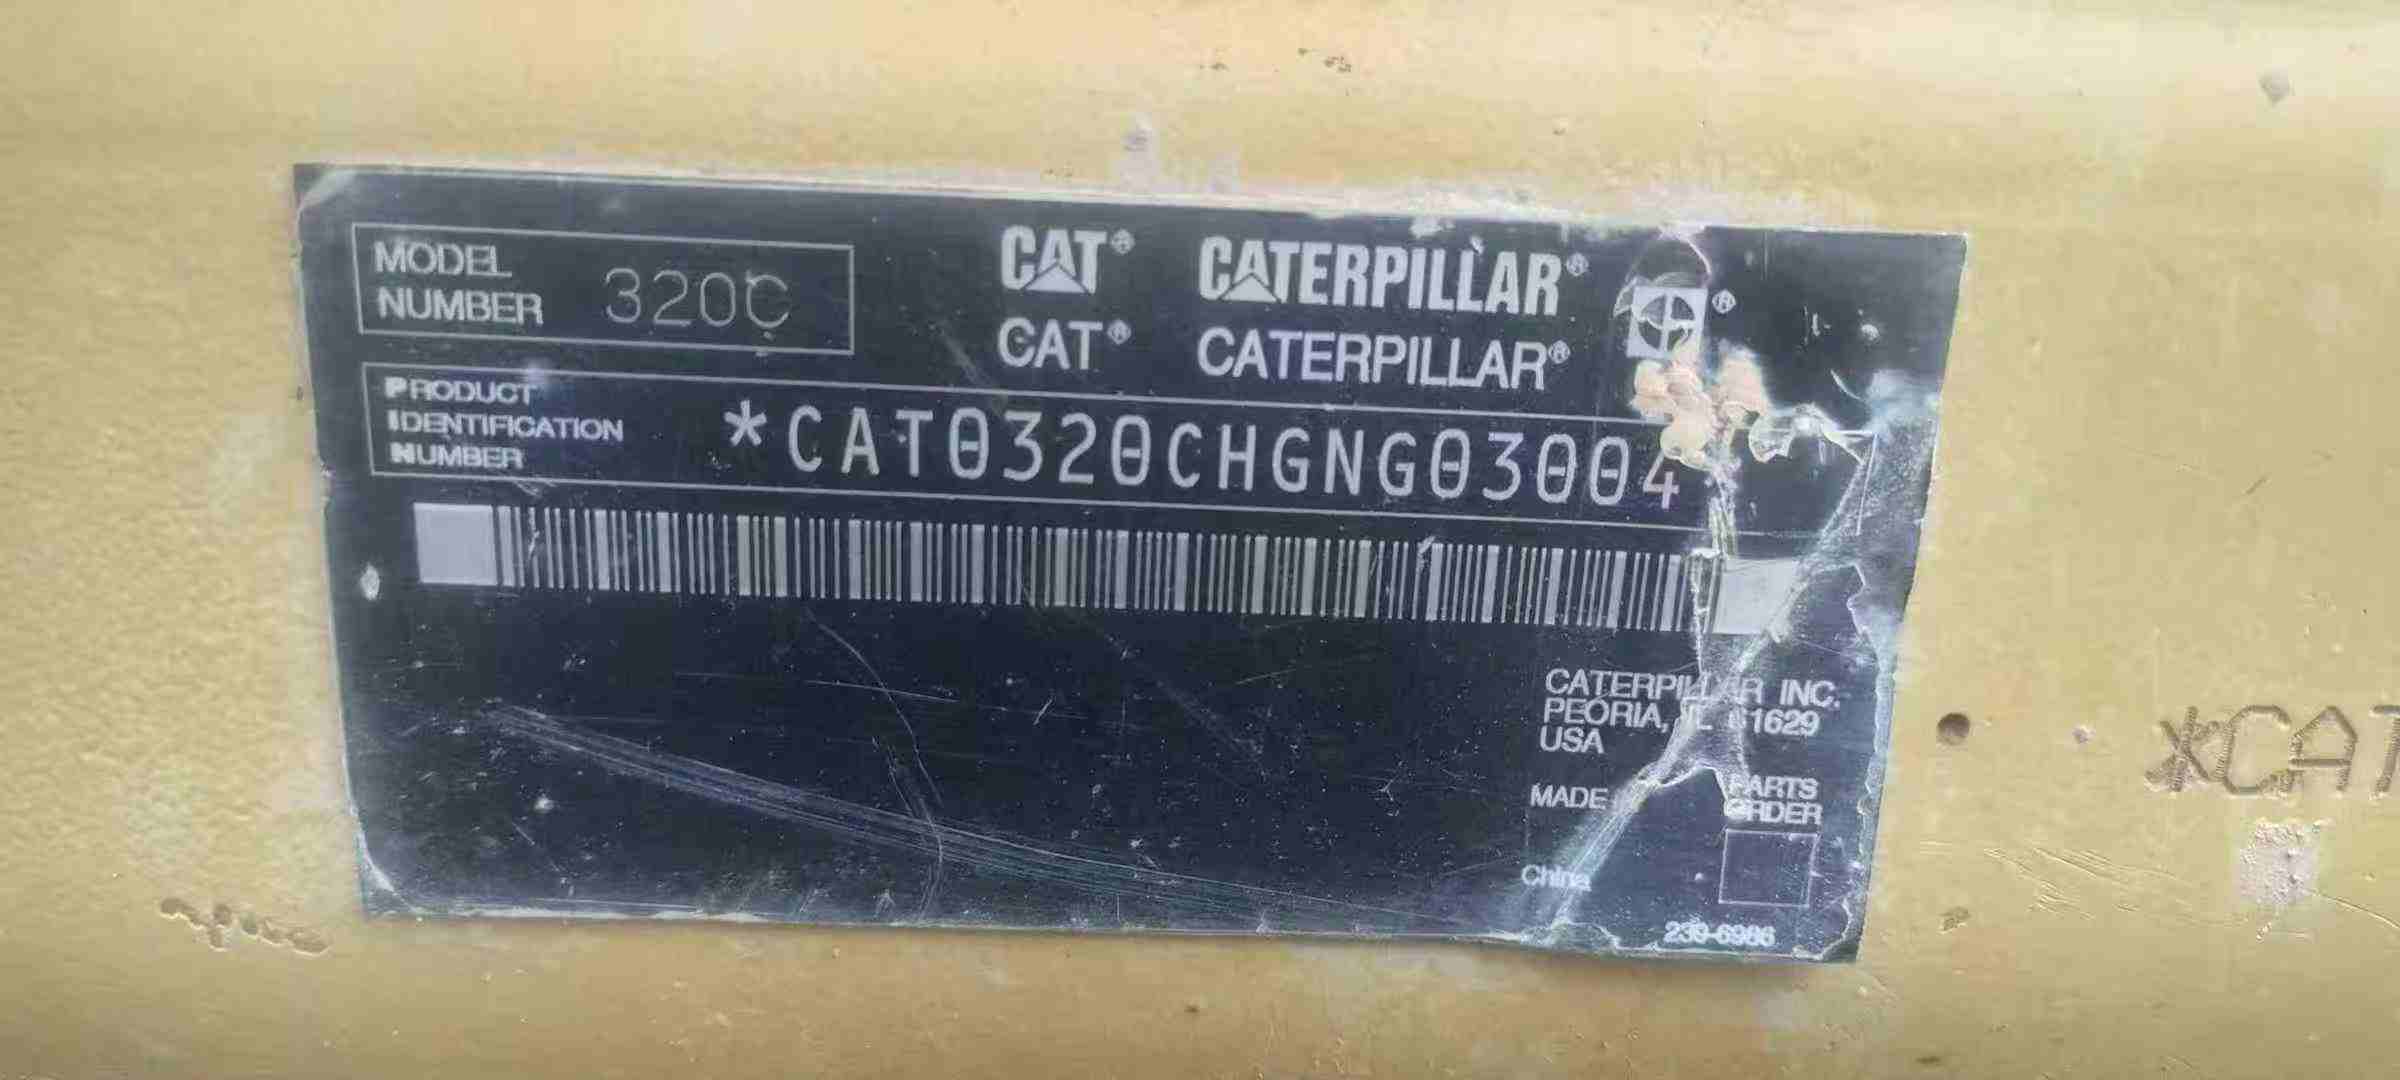 MODEL
NUMBER 320C
CAT® CATERPILLAR® ®
CAT® CATERPILLAR®
PRODUCT
IDENTIFICATION
NUMBER
*CAT0320CHGNG03004
CATERPILLAR INC.
PEORIA, IL 61629
USA
MADE
PARTS
ORDER
China
239-6986
*CAT